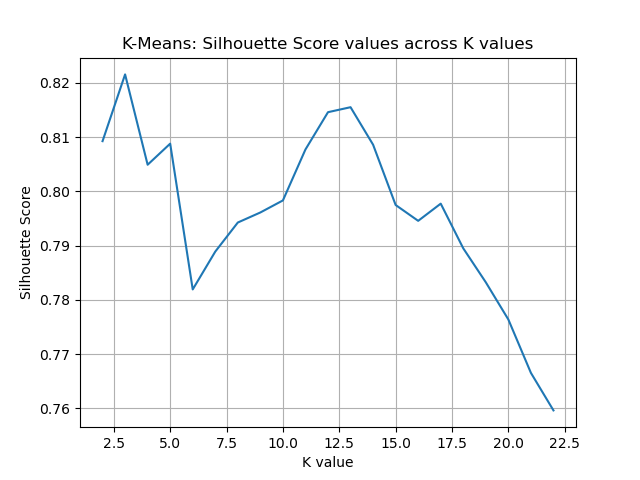 K-Means: Silhouette Score values across K values
0.82
0.81
0.80
0.79
0.78
0.77
0.76
Silhouette Score
2.5 5.0 7.5 10.0 12.5 15.0 17.5 20.0 22.5
K value